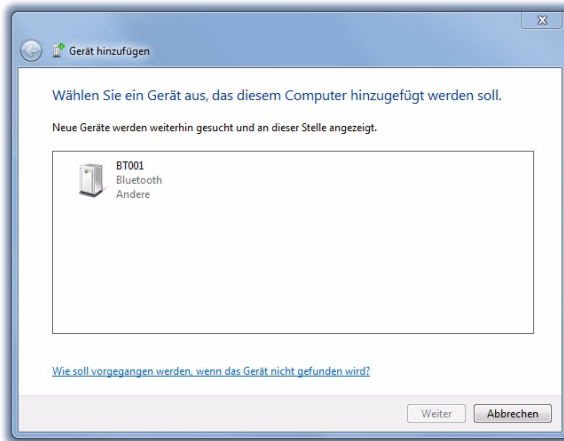 Gerät hinzufügen
Wählen Sie ein Gerät aus, das diesem Computer hinzugefügt werden soll.
Neue Geräte werden weiterhin gesucht und an dieser Stelle angezeigt.
BT001
Bluetooth
Andere
Wie soll vorgegangen werden, wenn das Gerät nicht gefunden wird?
Weiter Abbrechen